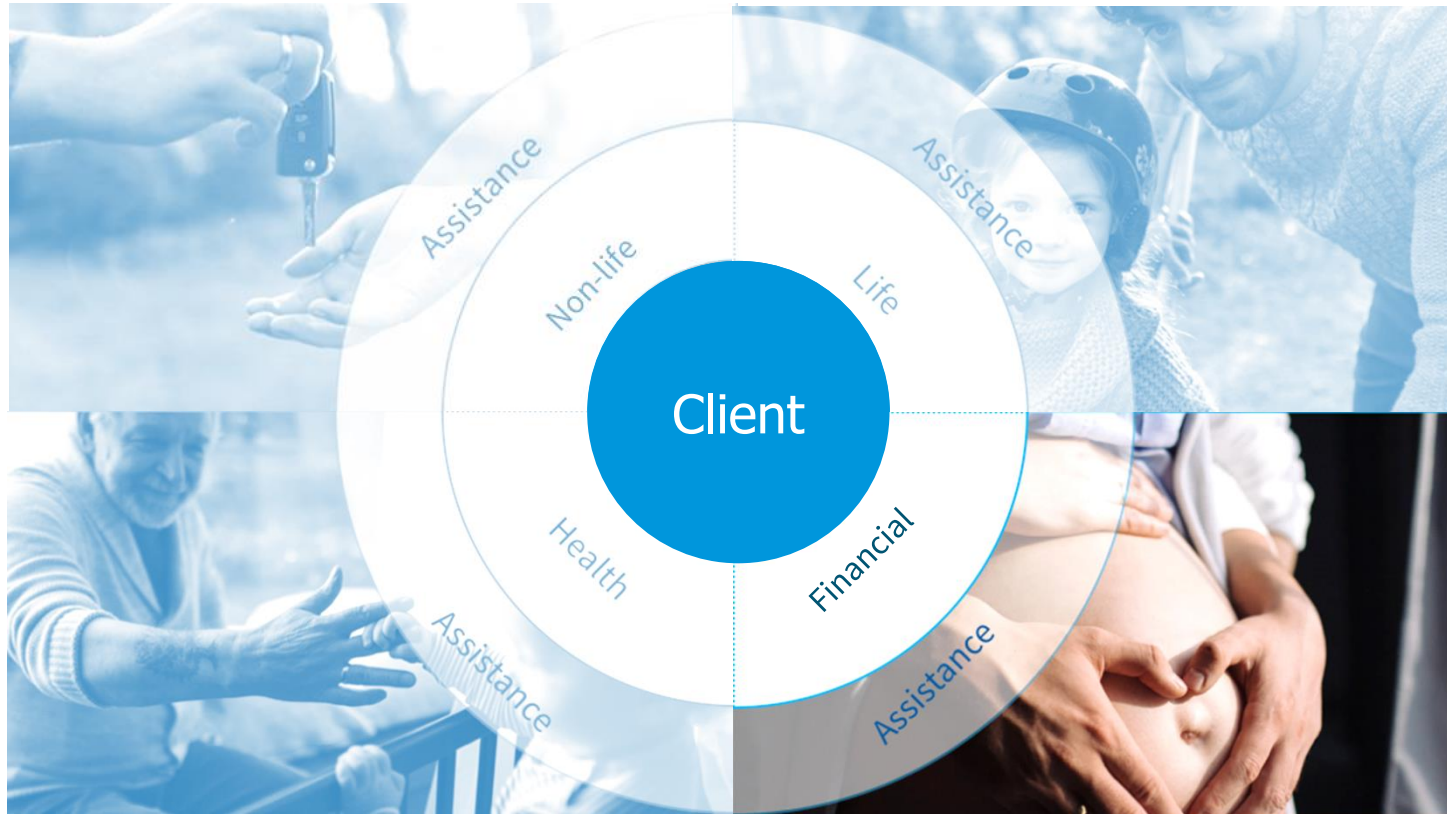 Assistance
Assistance
Non-life
Life
Client
Health
Financial
Assistance
Assistance